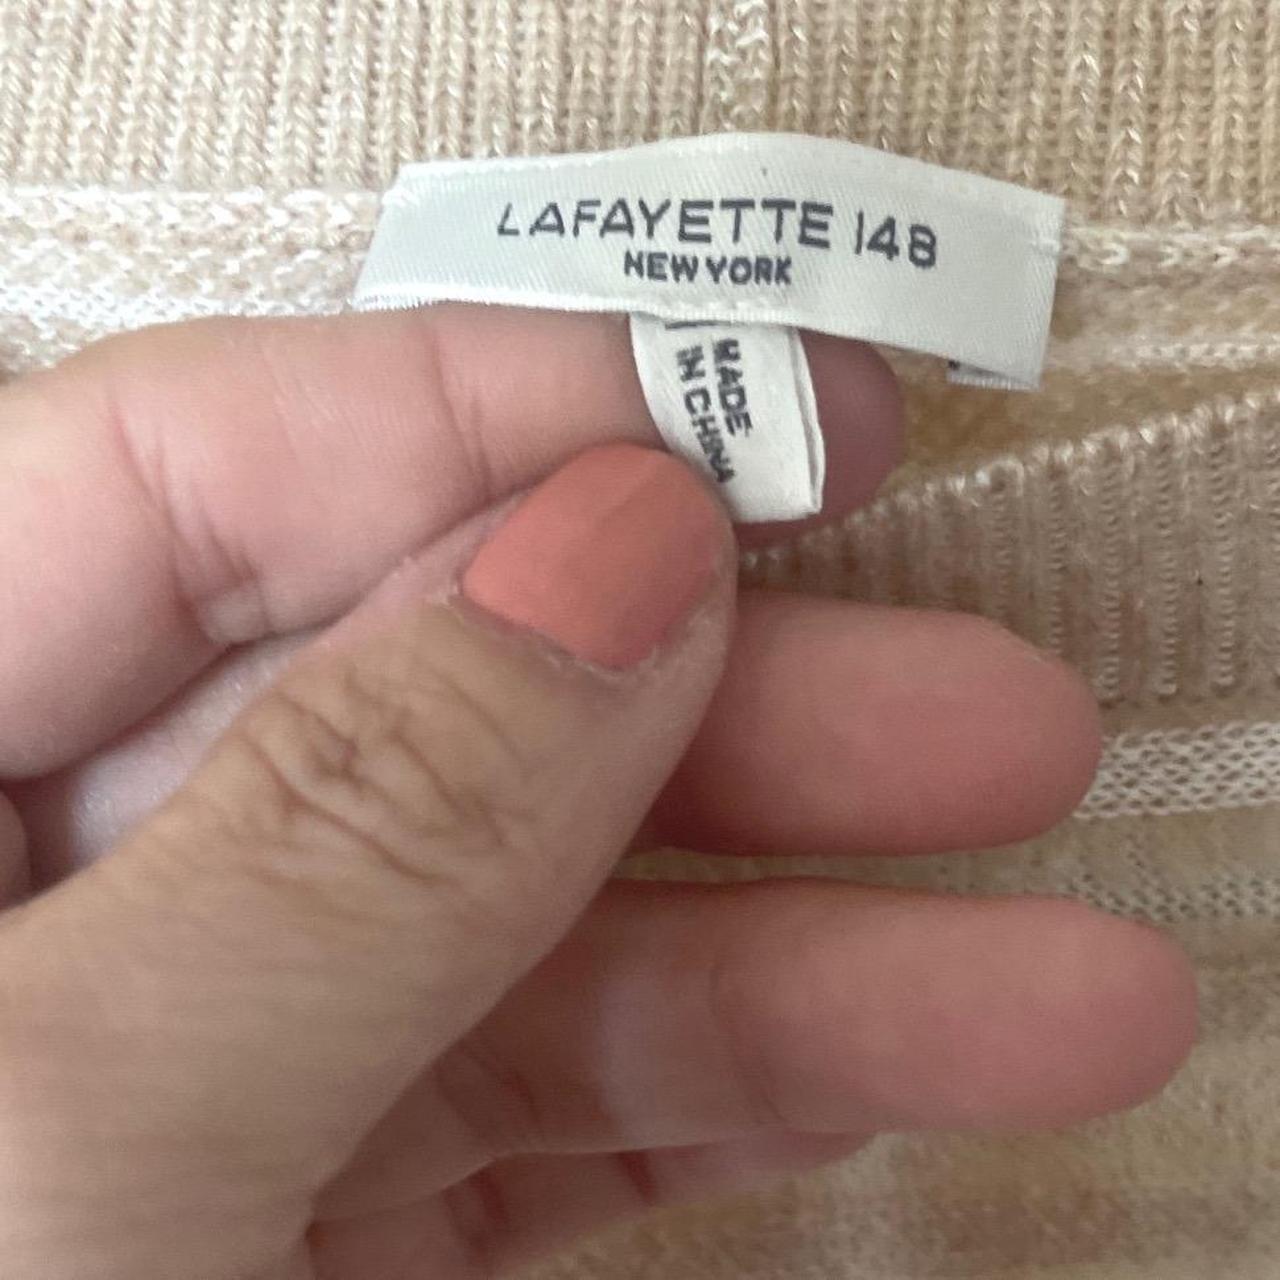 LAFAYETTE 148
NEW YORK
MADE
IN CHINA